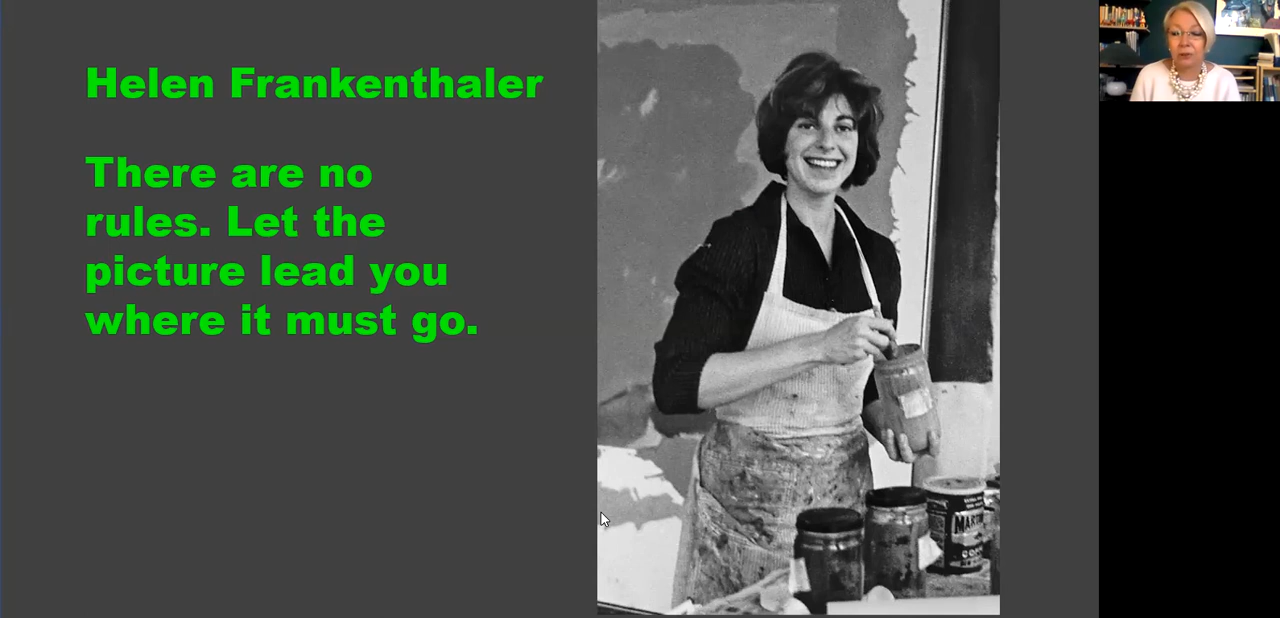 Helen Frankenthaler
There are no
rules. Let the
picture lead you
where it must go.